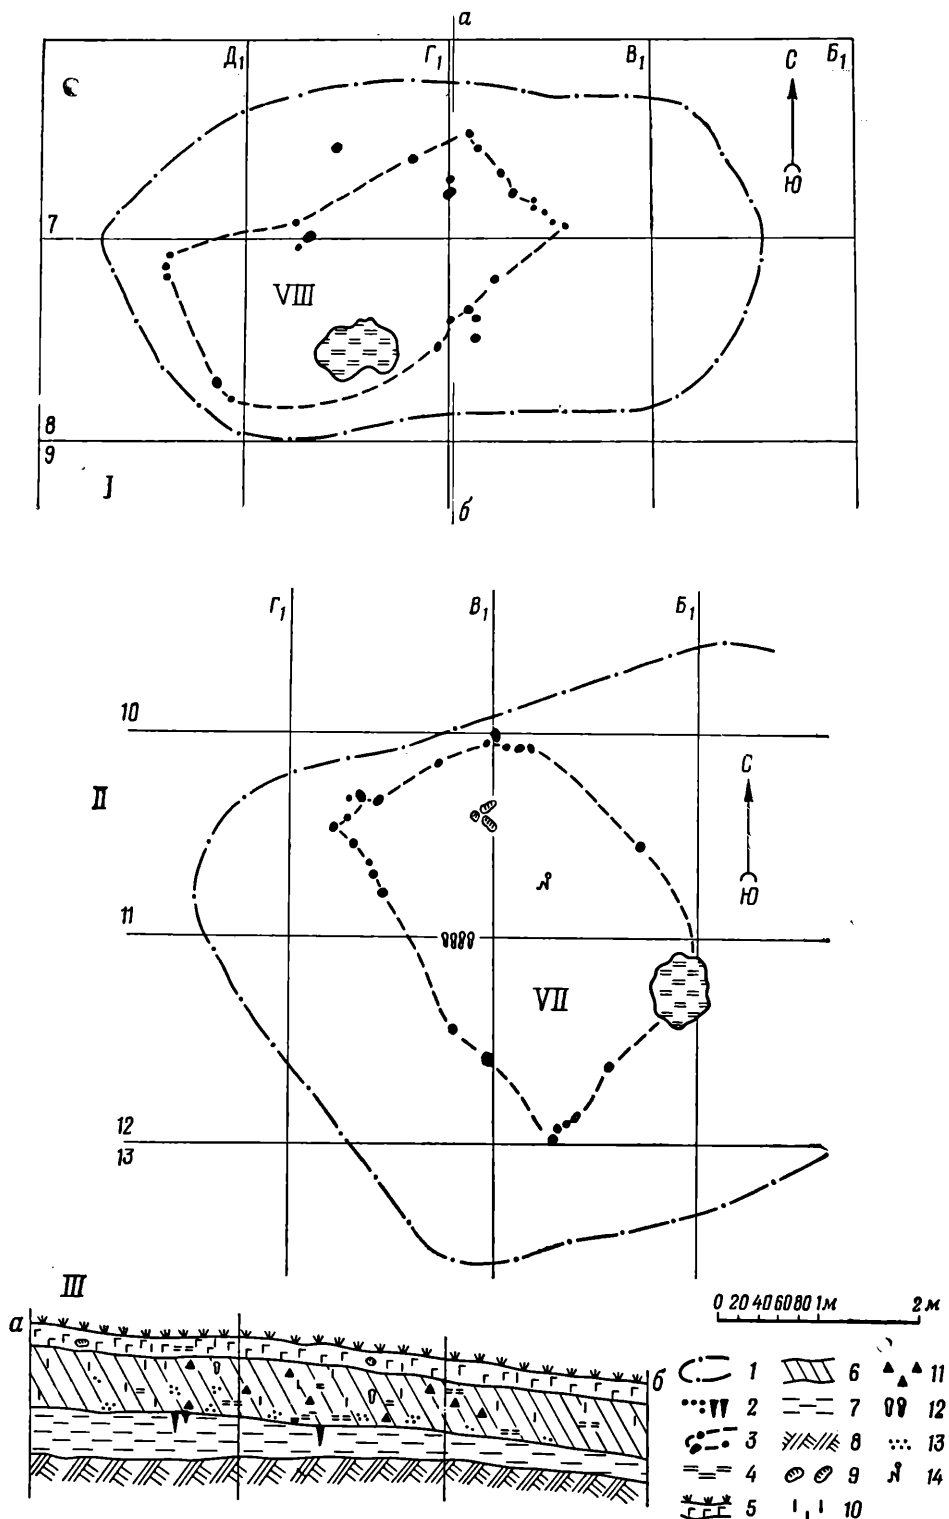 а
Д₁ Г₁ В₁ Б₁
С
Ю
7
VIII
8
9
I
б
Г₁ В₁ Б₁
10
II
С
Ю
11
VII
12
13
III
0 20 40 60 80 1м 2м
а
б
1 6 11
2 7 12
3 8 13
4 9 14
5 10